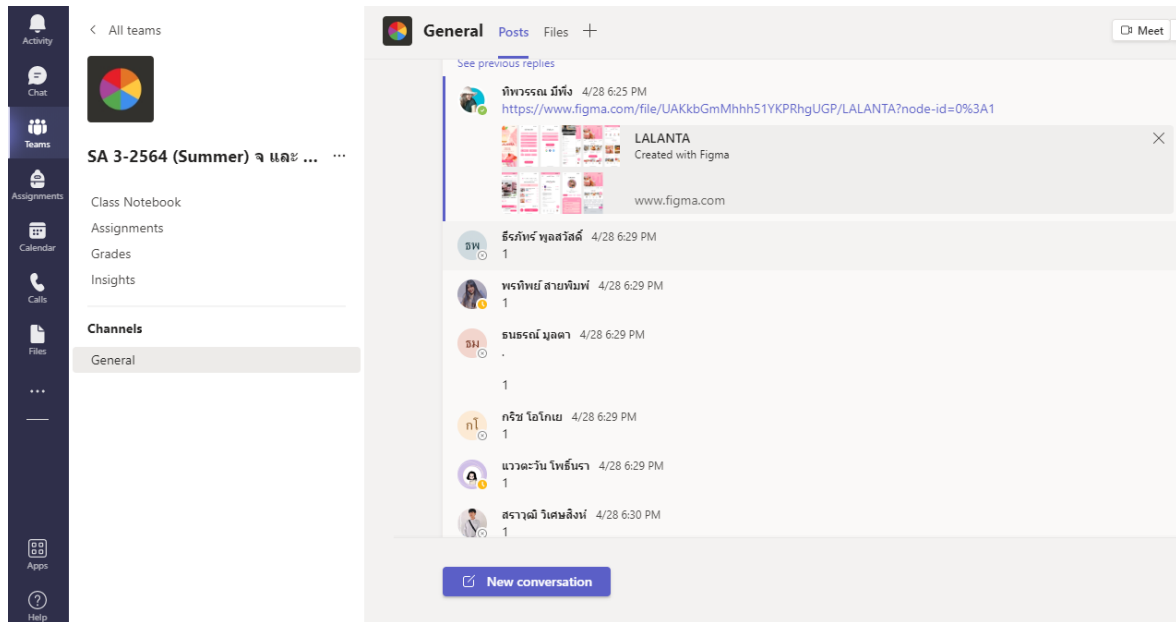 Activity
Chat
Teams
Assignments
Calendar
Calls
Files
...
Apps
Help
< All teams
SA 3-2564 (Summer) จ และ ... ...
Class Notebook
Assignments
Grades
Insights
Channels
General
General Posts Files +
Meet
See previous replies
ทิพวรรณ มีพึ่ง 4/28 6:25 PM
https://www.figma.com/file/UAKkbGmMhhh51YKPRhgUGP/LALANTA?node-id=0%3A1
LALANTA
Created with Figma
www.figma.com
ธพ
ธีรภัทร์ พูลสวัสดิ์ 4/28 6:29 PM
1
พรทิพย์ สายพิมพ์ 4/28 6:29 PM
1
ธม
ธนธรณ์ มูลตา 4/28 6:29 PM
.
1
กโ
กริช โอโกเย 4/28 6:29 PM
1
แววตะวัน โพธิ์นรา 4/28 6:29 PM
1
สราวุฒิ วิเศษสิงห์ 4/28 6:30 PM
1
New conversation